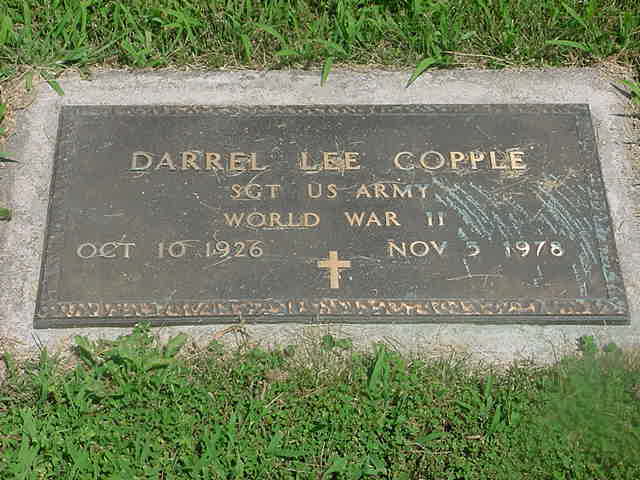 DARREL LEE COPPLE
SGT US ARMY
WORLD WAR II
OCT 10 1926 NOV 5 1978